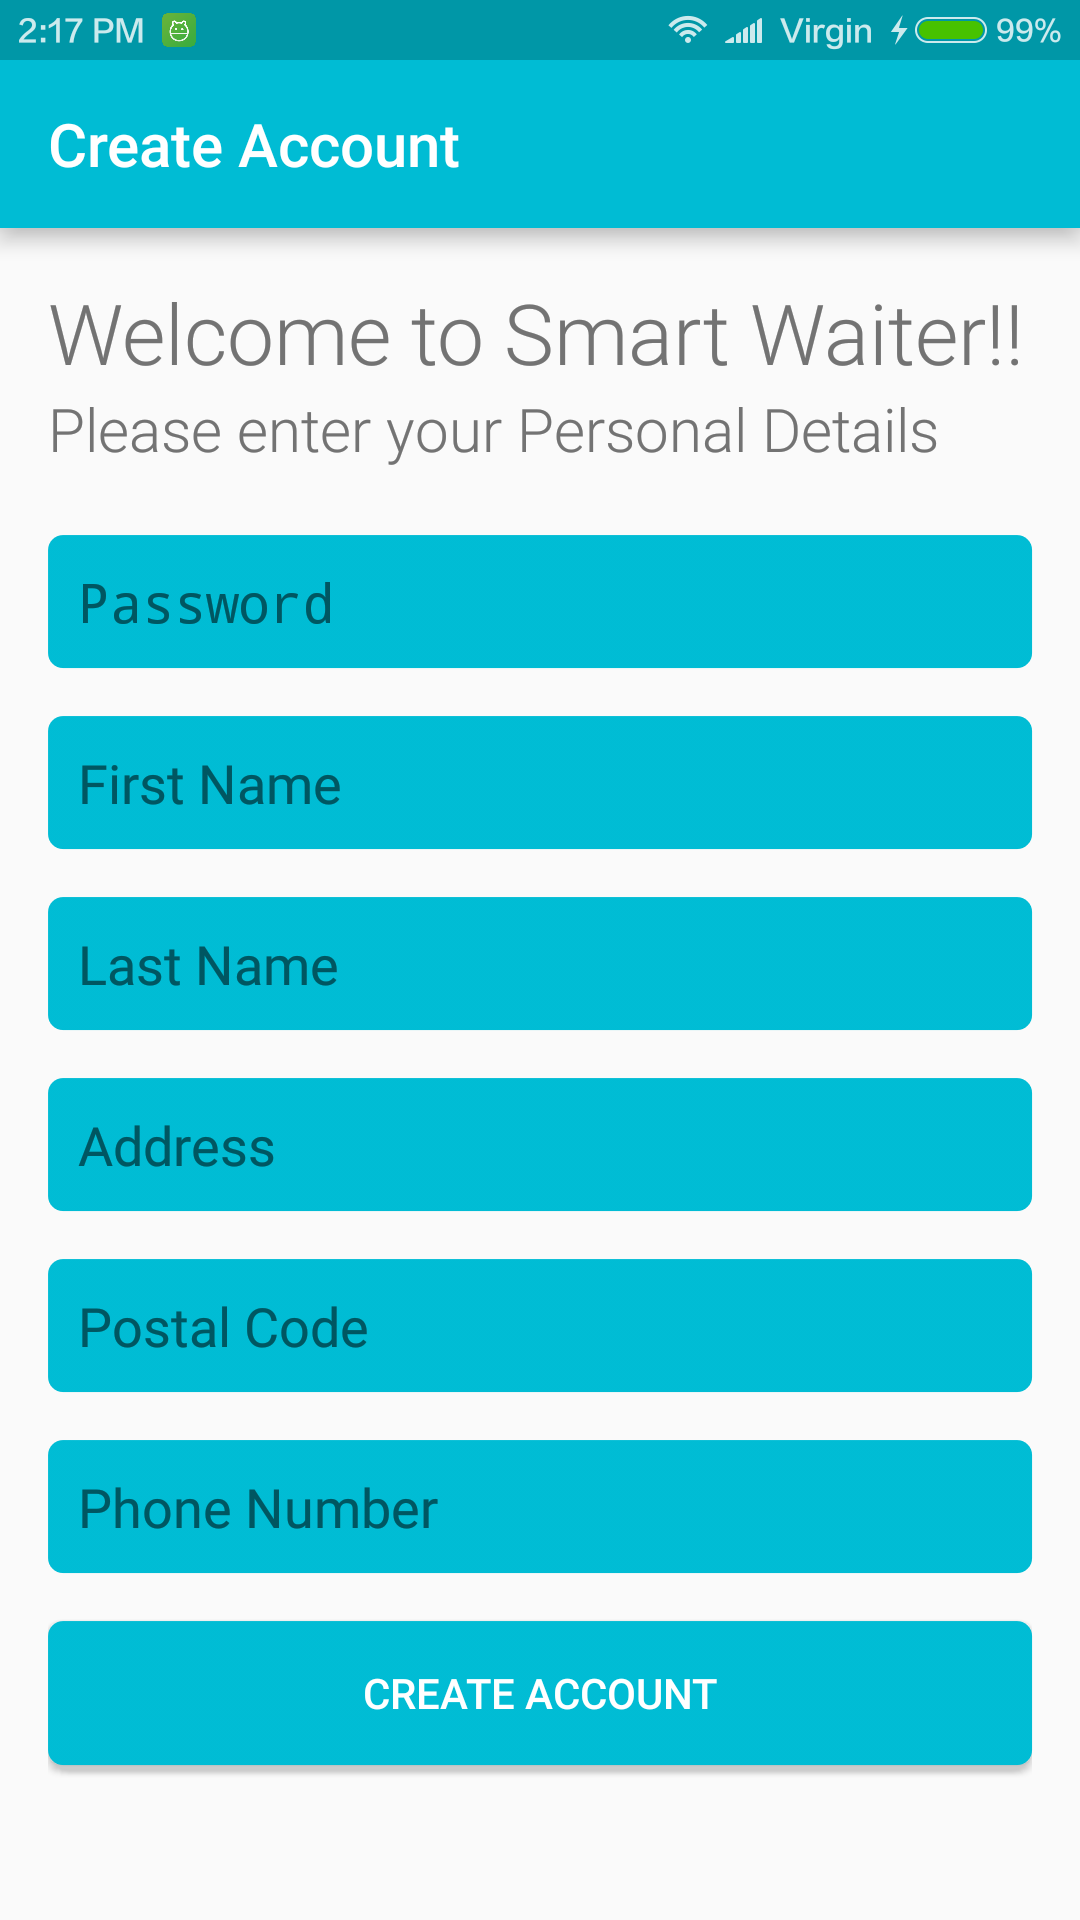 2:17 PM Virgin 99%
Create Account
Welcome to Smart Waiter!!
Please enter your Personal Details
Password
First Name
Last Name
Address
Postal Code
Phone Number
CREATE ACCOUNT